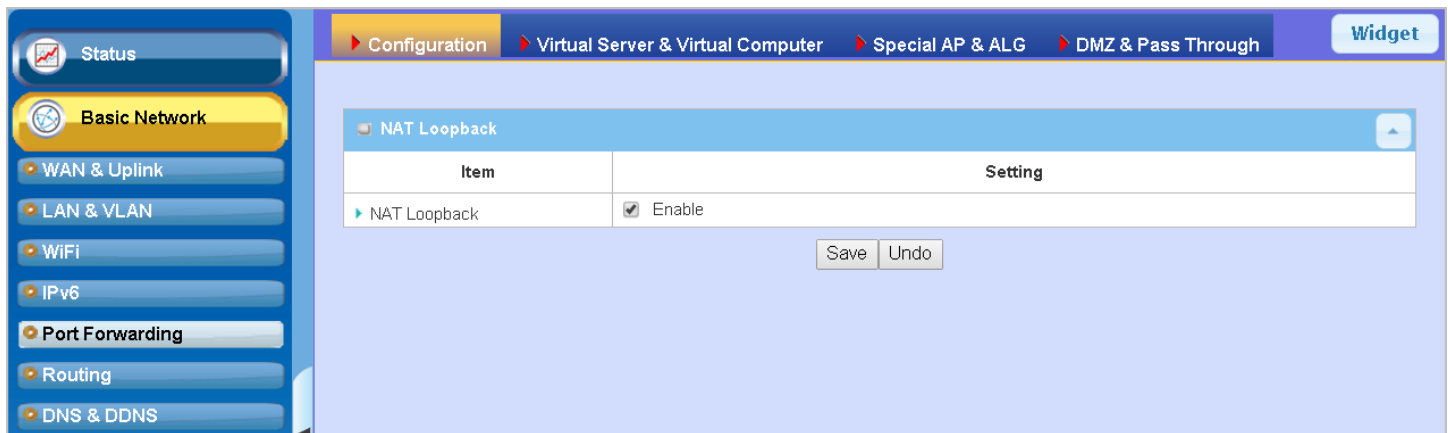 Status
Basic Network
WAN & Uplink
LAN & VLAN
WiFi
IPv6
Port Forwarding
Routing
DNS & DDNS
Configuration Virtual Server & Virtual Computer Special AP & ALG DMZ & Pass Through Widget
NAT Loopback
Item Setting
NAT Loopback Enable
Save Undo